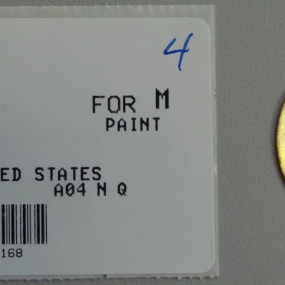 4
FOR M
PAINT
ED STATES
A04 N Q
168